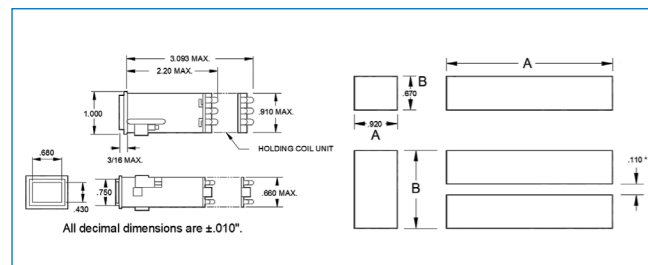 3.093 MAX.
2.20 MAX.
1.000
.910 MAX.
HOLDING COIL UNIT
3/16 MAX.
.680
.750
.430
.660 MAX.
All decimal dimensions are ±.010".
A
B
.670
.920
A
B
.110 "